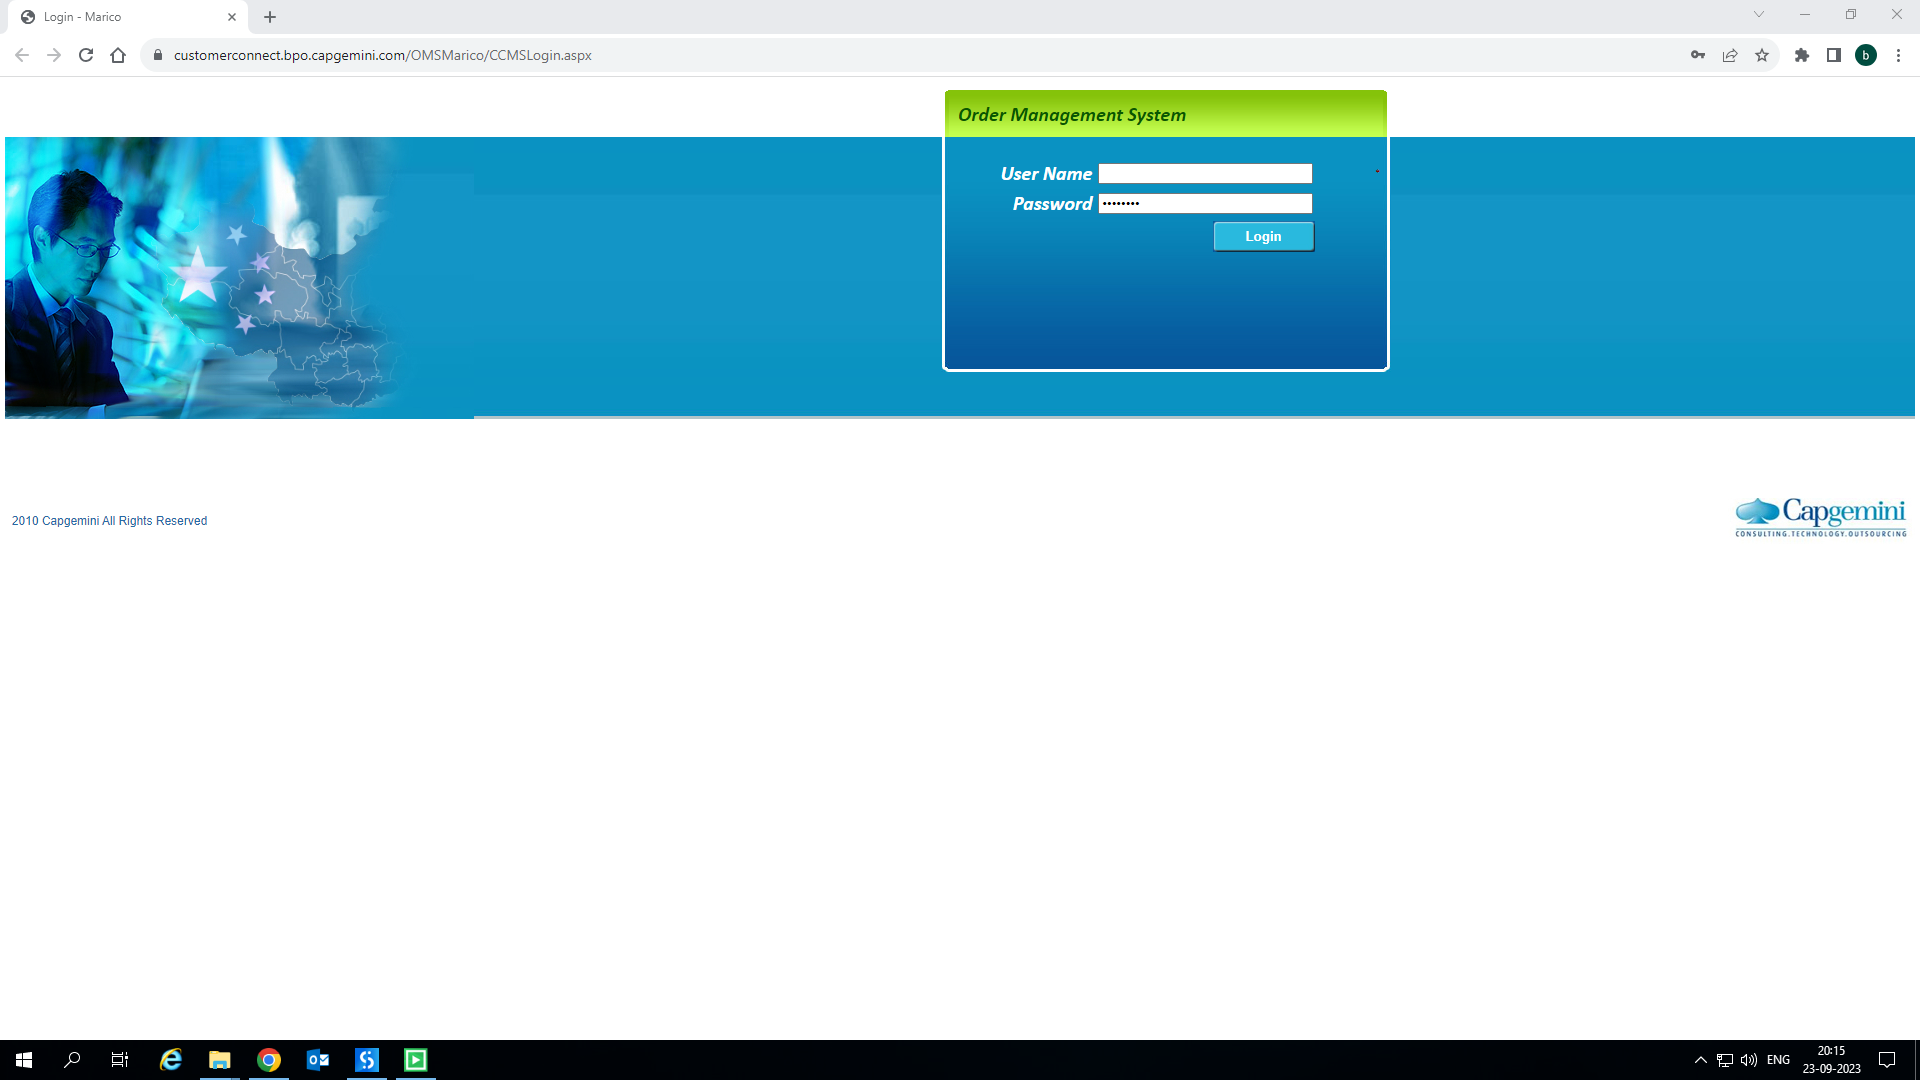 Login - Marico
customerconnect.bpo.capgemini.com/OMSMarico/CCMSLogin.aspx
b
Order Management System
User Name
Password ••••••••
Login
2010 Capgemini All Rights Reserved
Capgemini
CONSULTING.TECHNOLOGY.OUTSOURCING
ENG
20:15
23-09-2023